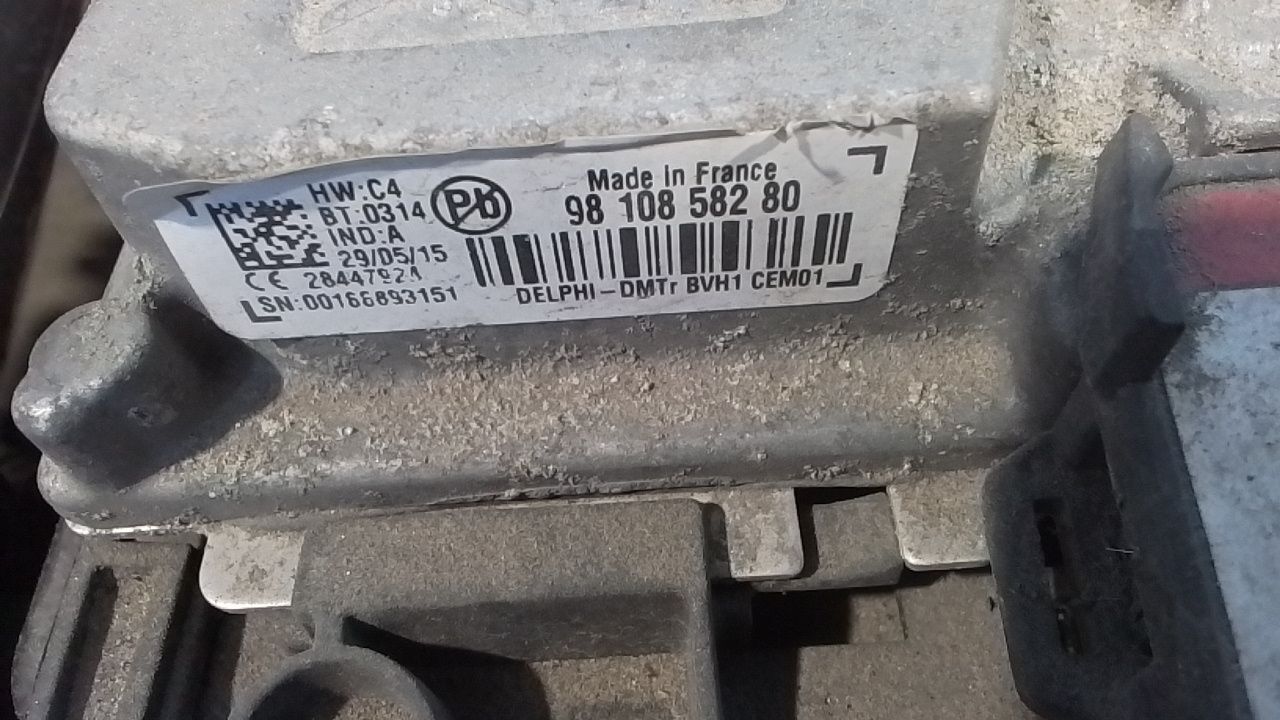 HW:C4
BT:0314
IND:A
29/05/15
CE 28447924
SN:00166893151
Pb
Made in France
98 108 582 80
DELPHI-DMTr BVH1 CEM01